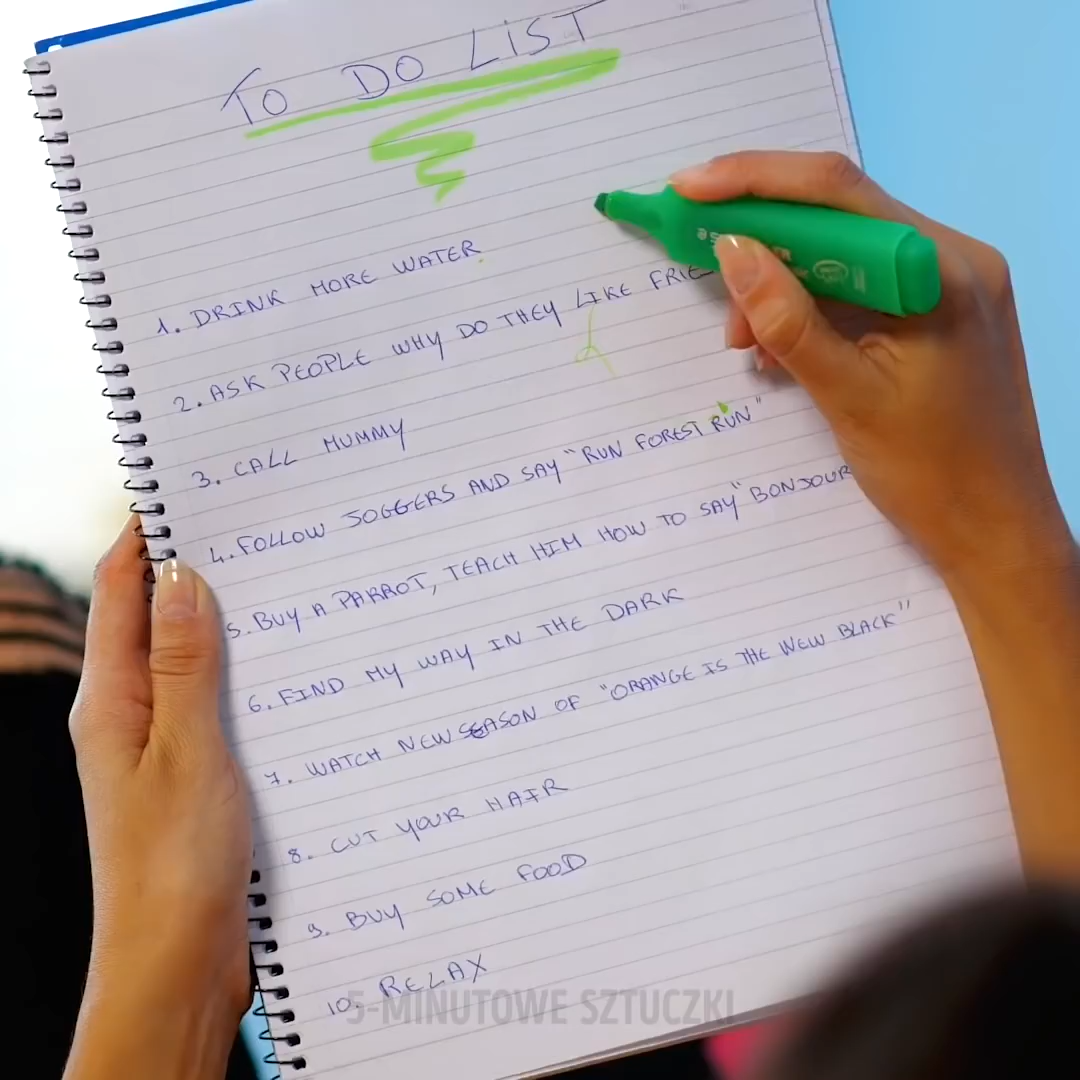 TO DO LIST
1. DRINK MORE WATER
2. ASK PEOPLE WHY DO THEY LIKE
3. CALL MUMMY
4. FOLLOW JOGGERS AND SAY "RUN FOREST RUN"
5. BUY A PARROT, TEACH HIM HOW TO SAY "BONJOUR
6. FIND MY WAY IN THE DARK
7. WATCH NEW SEASON OF "ORANGE IS THE NEW BLACK"
8. CUT YOUR HAIR
9. BUY SOME FOOD
10. RELAX
5-MINUTOWE SZTUCZKI